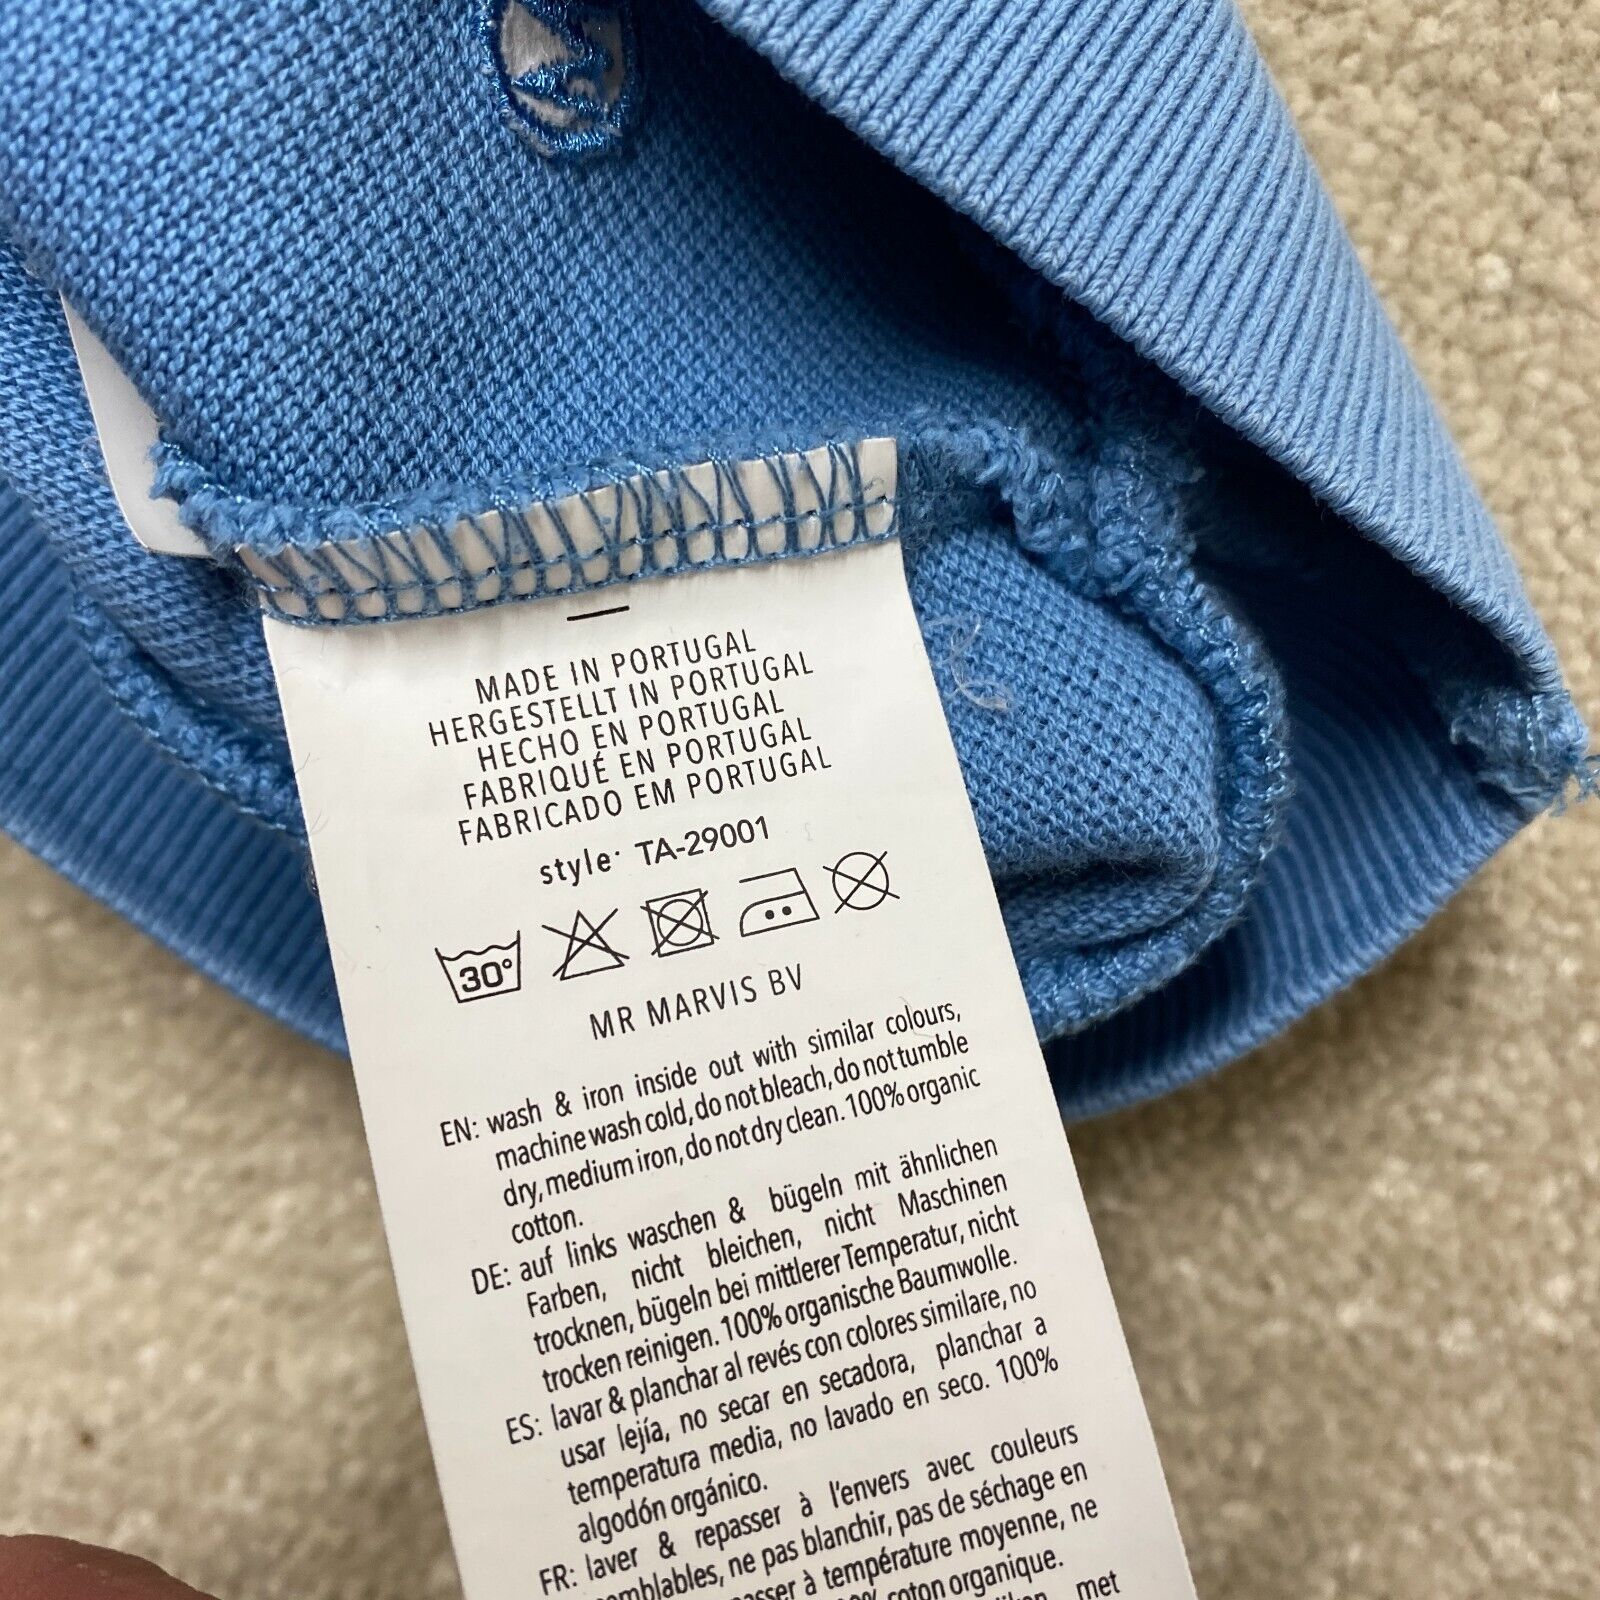 MADE IN PORTUGAL
HERGESTELLT IN PORTUGAL
HECHO EN PORTUGAL
FABRIQUÉ EN PORTUGAL
FABRICADO EM PORTUGAL
style: TA-29001
30°
MR MARVIS BV
EN: wash & iron inside out with similar colours,
machine wash cold, do not bleach, do not tumble
dry, medium iron, do not dry clean. 100% organic
cotton.
DE: auf links waschen & bügeln mit ähnlichen
Farben, nicht bleichen, nicht Maschinen
trocknen, bügeln bei mittlerer Temperatur, nicht
trocken reinigen. 100% organische Baumwolle.
ES: lavar & planchar al revés con colores similare, no
usar lejía, no secar en secadora, planchar a
temperatura media, no lavado en seco. 100%
algodón orgánico.
FR: laver & repasser à l'envers avec couleurs
ne pas blanchir, pas de séchage en
à température moyenne, ne
coton organique.
met